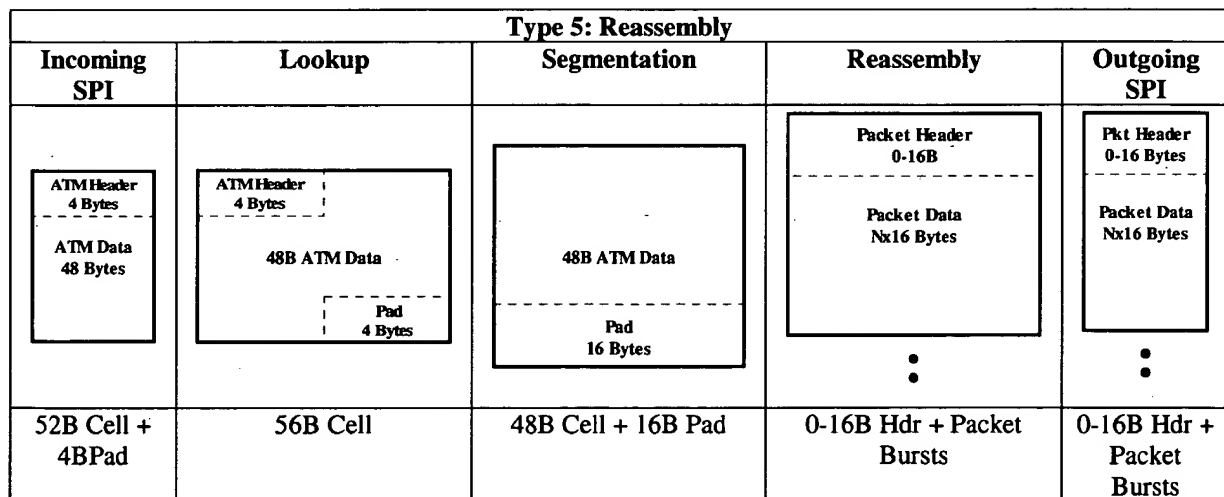 Type 5: Reassembly
Incoming
SPI
Lookup
Segmentation
Reassembly
Outgoing
SPI
ATM Header
4 Bytes
ATM Data
48 Bytes
ATM Header
4 Bytes
48B ATM Data
Pad
4 Bytes
48B ATM Data
Pad
16 Bytes
Packet Header
0-16B
Packet Data
Nx16 Bytes
Pkt Header
0-16 Bytes
Packet Data
Nx16 Bytes
52B Cell +
4BPad
56B Cell
48B Cell + 16B Pad
0-16B Hdr + Packet
Bursts
0-16B Hdr +
Packet
Bursts